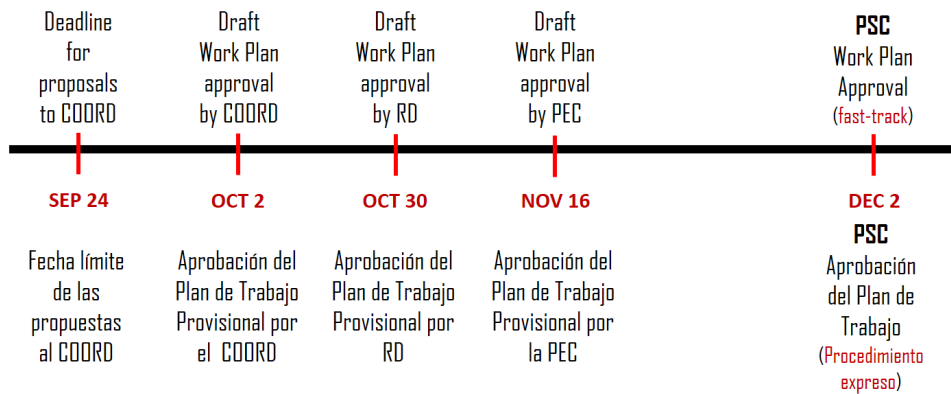 Deadline
for
proposals
to COORD
Draft
Work Plan
approval
by COORD
Draft
Work Plan
approval
by RD
Draft
Work Plan
approval
by PEC
PSC
Work Plan
Approval
(fast-track)
SEP 24
OCT 2
OCT 30
NOV 16
DEC 2
Fecha límite
de las
propuestas
al COORD
Aprobación del
Plan de Trabajo
Provisional por
el COORD
Aprobación del
Plan de Trabajo
Provisional por
RD
Aprobación del
Plan de Trabajo
Provisional por
la PEC
PSC
Aprobación
del Plan de
Trabajo
(Procedimiento
expreso)